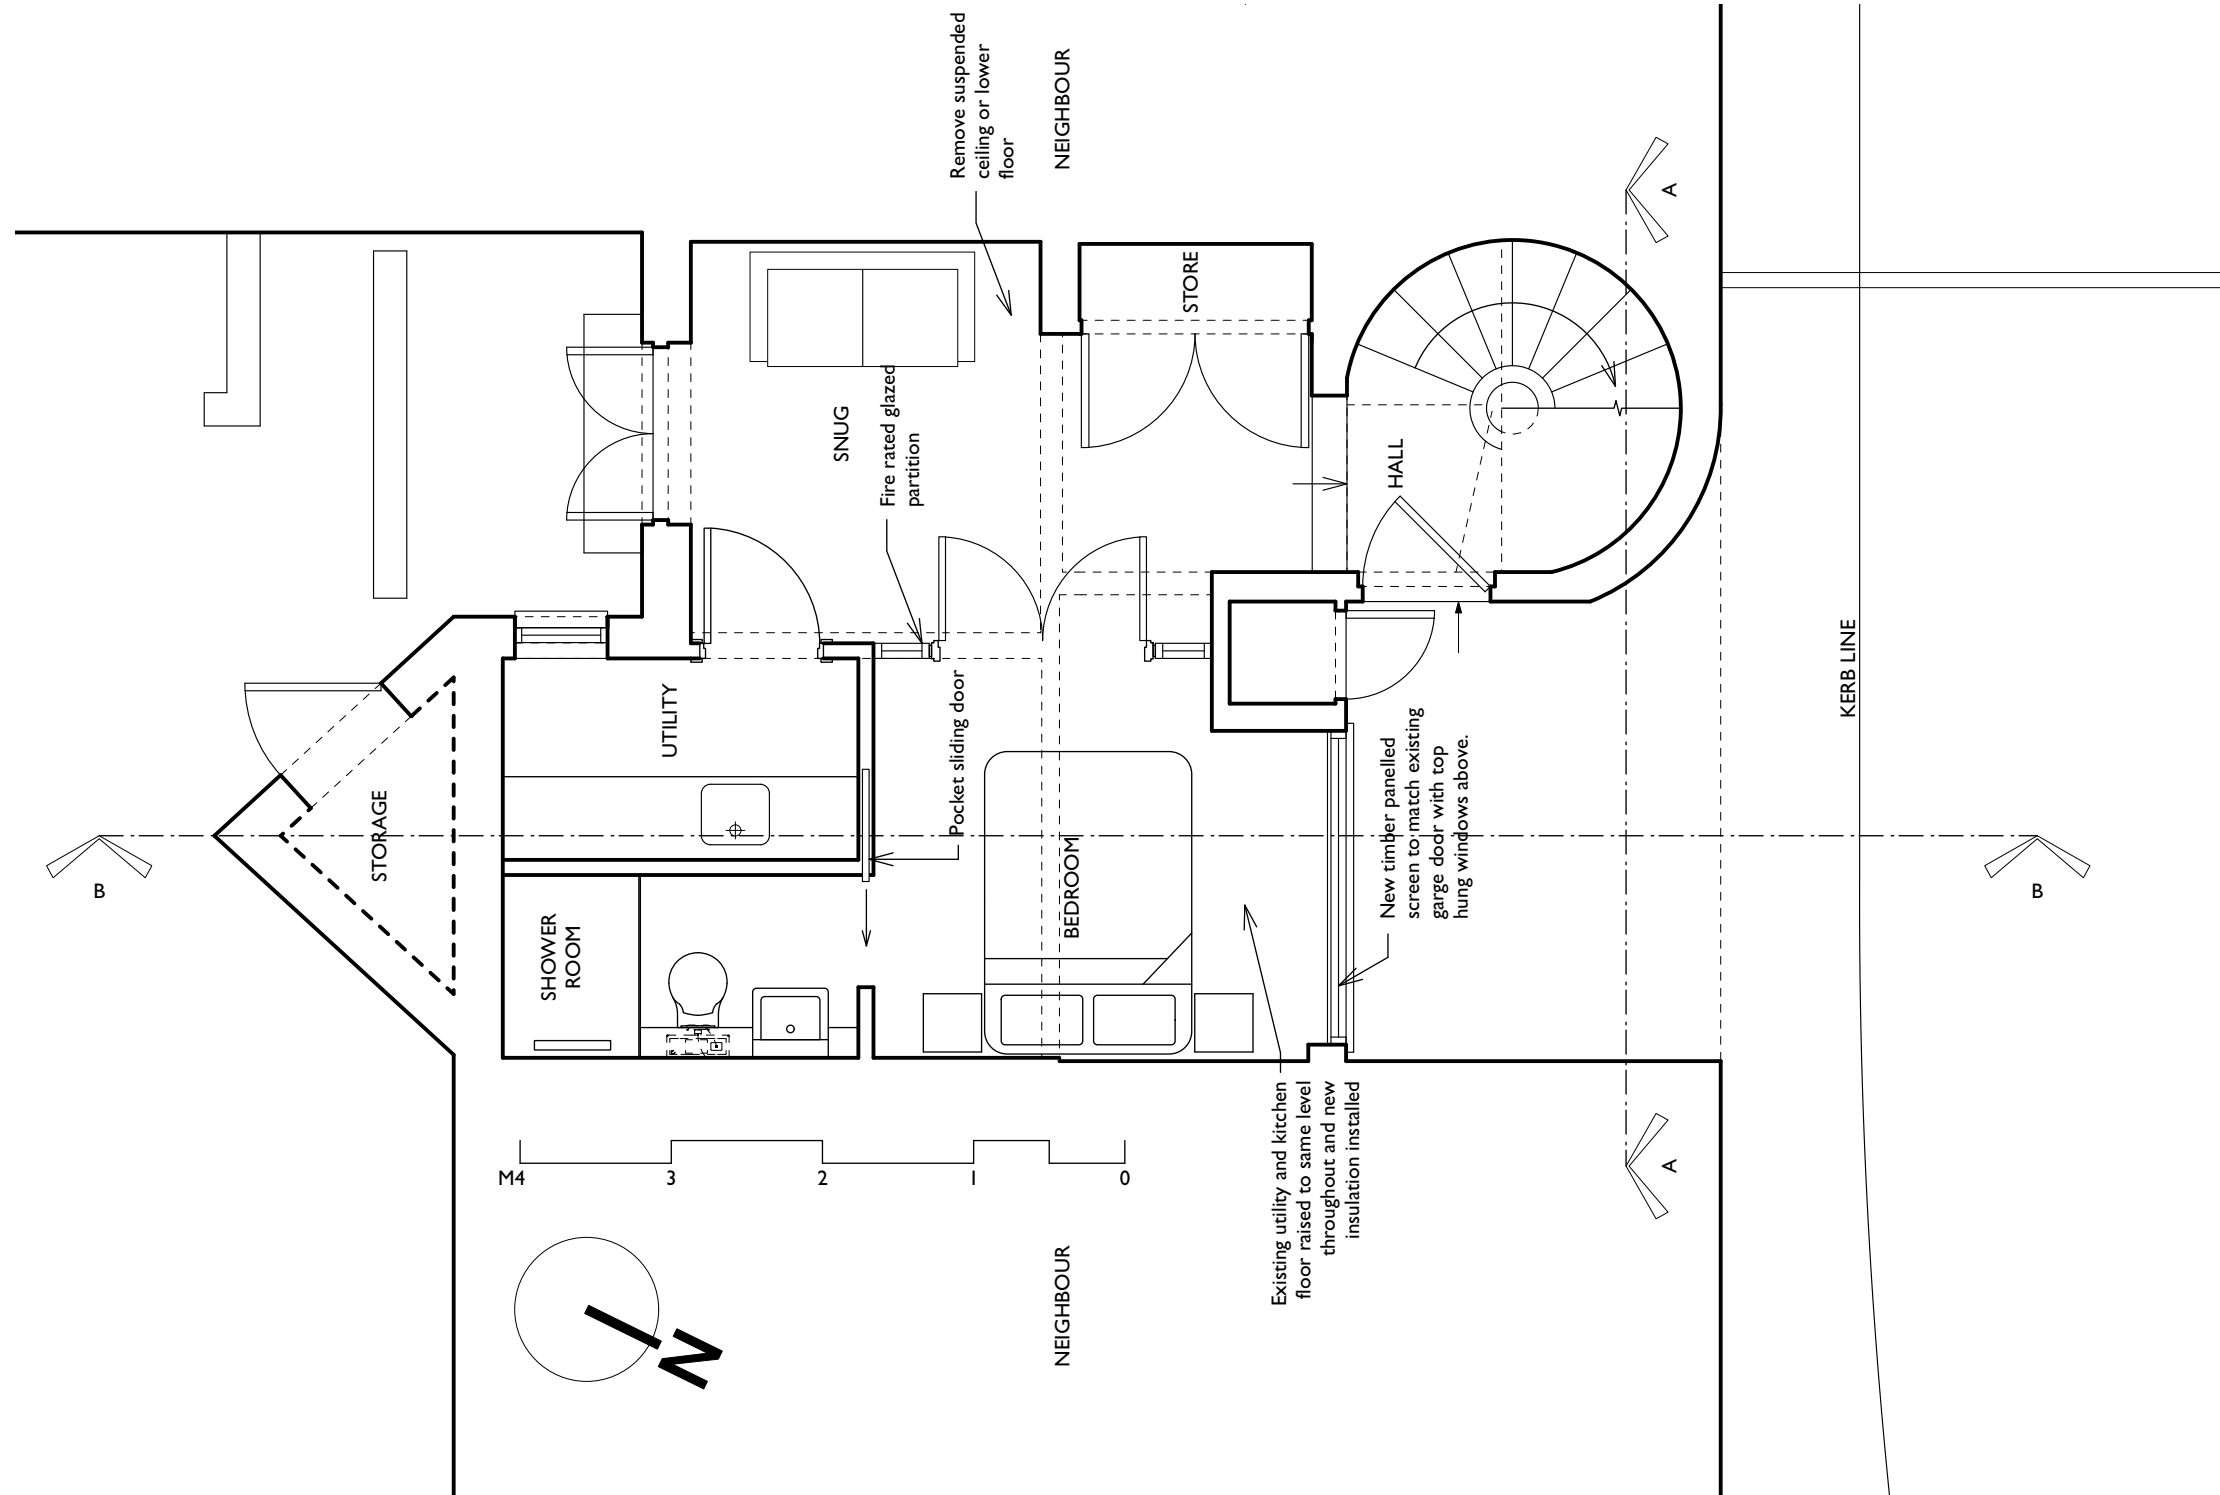 Remove suspended
ceiling or lower
floor
NEIGHBOUR
A
STORE
SNUG
Fire rated glazed
partition
HALL
KERB LINE
UTILITY
Pocket sliding door
New timber panelled
screen to match existing
garge door with top
hung windows above.
STORAGE
B
B
BEDROOM
SHOWER
ROOM
Existing utility and kitchen
floor raised to same level
throughout and new
insulation installed
A
M4
3
2
1
0
NEIGHBOUR
N